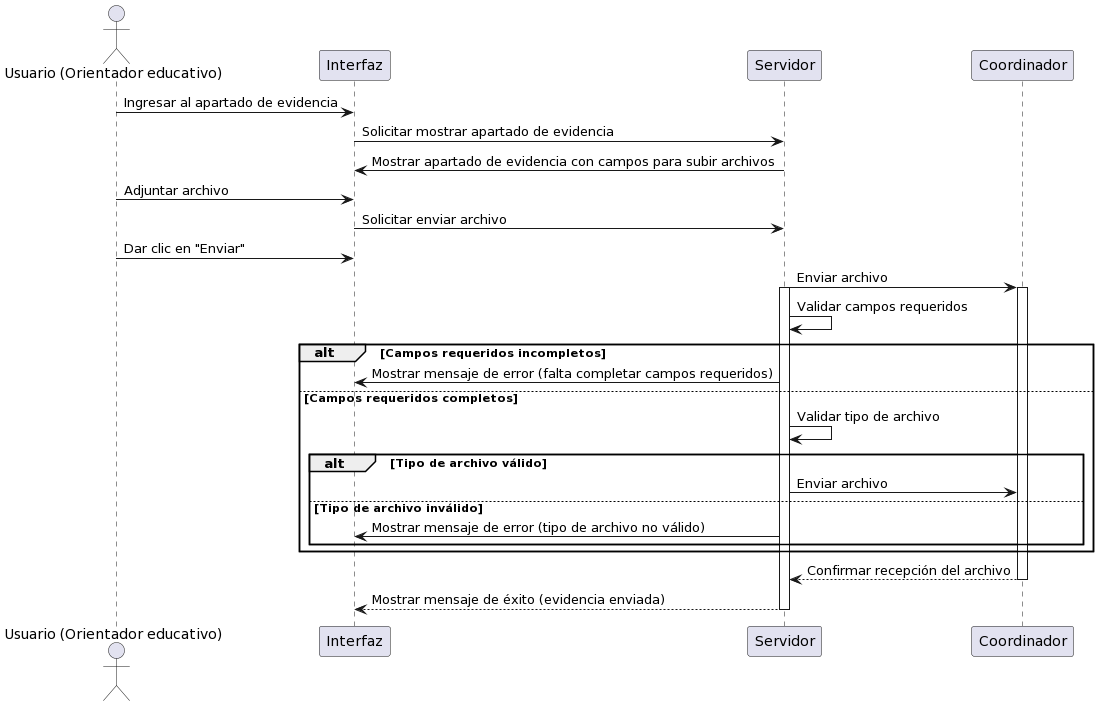 Usuario (Orientador educativo)
Interfaz
Servidor
Coordinador
Ingresar al apartado de evidencia
Solicitar mostrar apartado de evidencia
Mostrar apartado de evidencia con campos para subir archivos
Adjuntar archivo
Solicitar enviar archivo
Dar clic en "Enviar"
Enviar archivo
Validar campos requeridos
alt [Campos requeridos incompletos]
Mostrar mensaje de error (falta completar campos requeridos)
[Campos requeridos completos]
Validar tipo de archivo
alt [Tipo de archivo válido]
Enviar archivo
[Tipo de archivo inválido]
Mostrar mensaje de error (tipo de archivo no válido)
Confirmar recepción del archivo
Mostrar mensaje de éxito (evidencia enviada)
Usuario (Orientador educativo)
Interfaz
Servidor
Coordinador